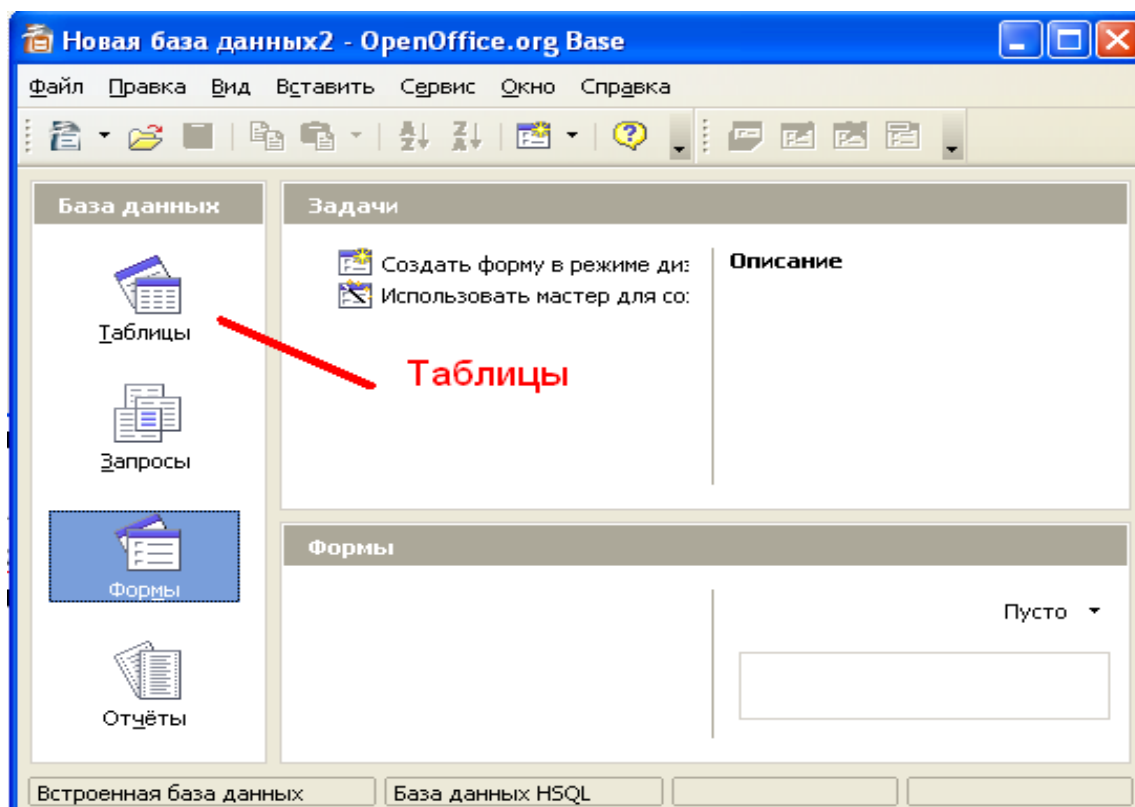 Новая база данных2 - OpenOffice.org Base
Файл Правка Вид Вставить Сервис Окно Справка
База данных
Таблицы
Запросы
Формы
Отчёты
Задачи
Создать форму в режиме диз
Использовать мастер для со:
Описание
Таблицы
Формы
Пусто
Встроенная база данных
База данных HSQL